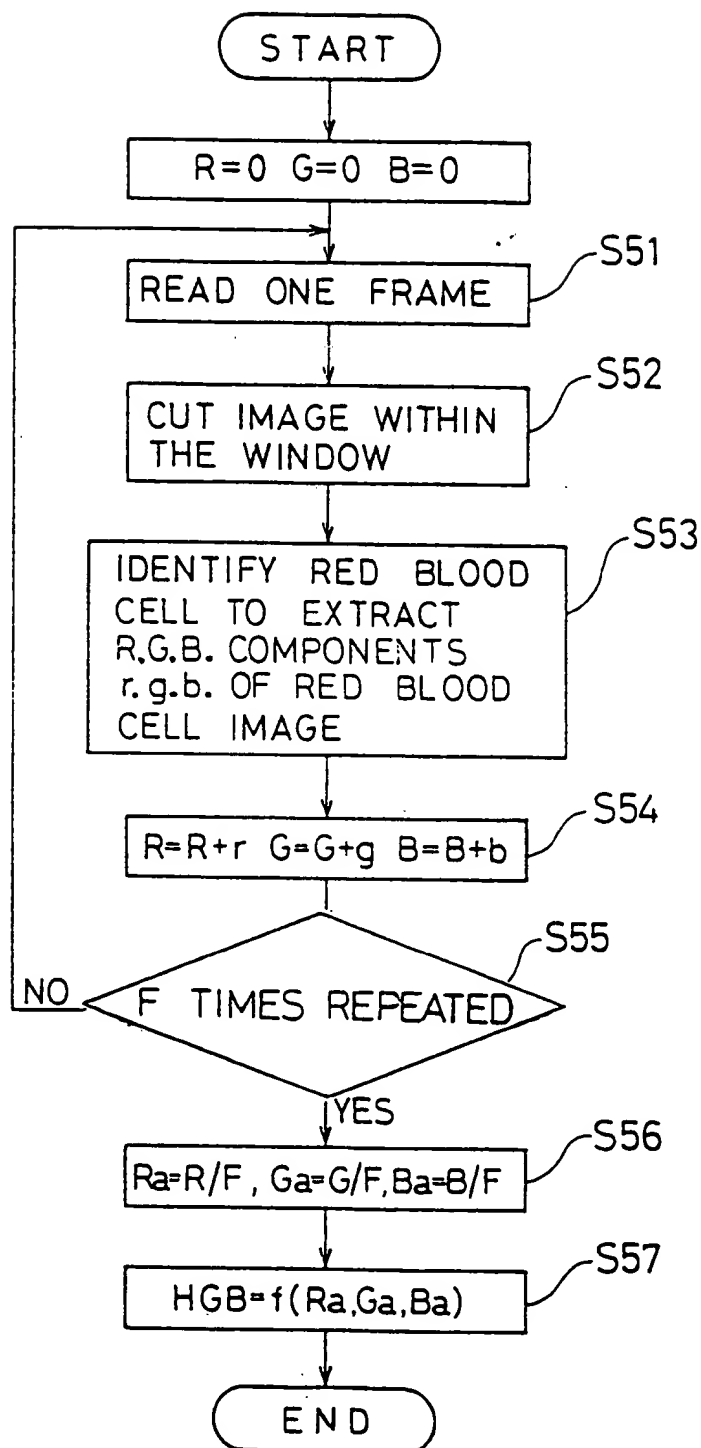 START
R=0 G=0 B=0
S51
READ ONE FRAME
S52
CUT IMAGE WITHIN
THE WINDOW
S53
IDENTIFY RED BLOOD
CELL TO EXTRACT
R.G.B. COMPONENTS
r.g.b. OF RED BLOOD
CELL IMAGE
S54
R=R+r G=G+g B=B+b
S55
NO
F TIMES REPEATED
YES
S56
Ra=R/F, Ga=G/F, Ba=B/F
S57
HGB=f(Ra,Ga,Ba)
END